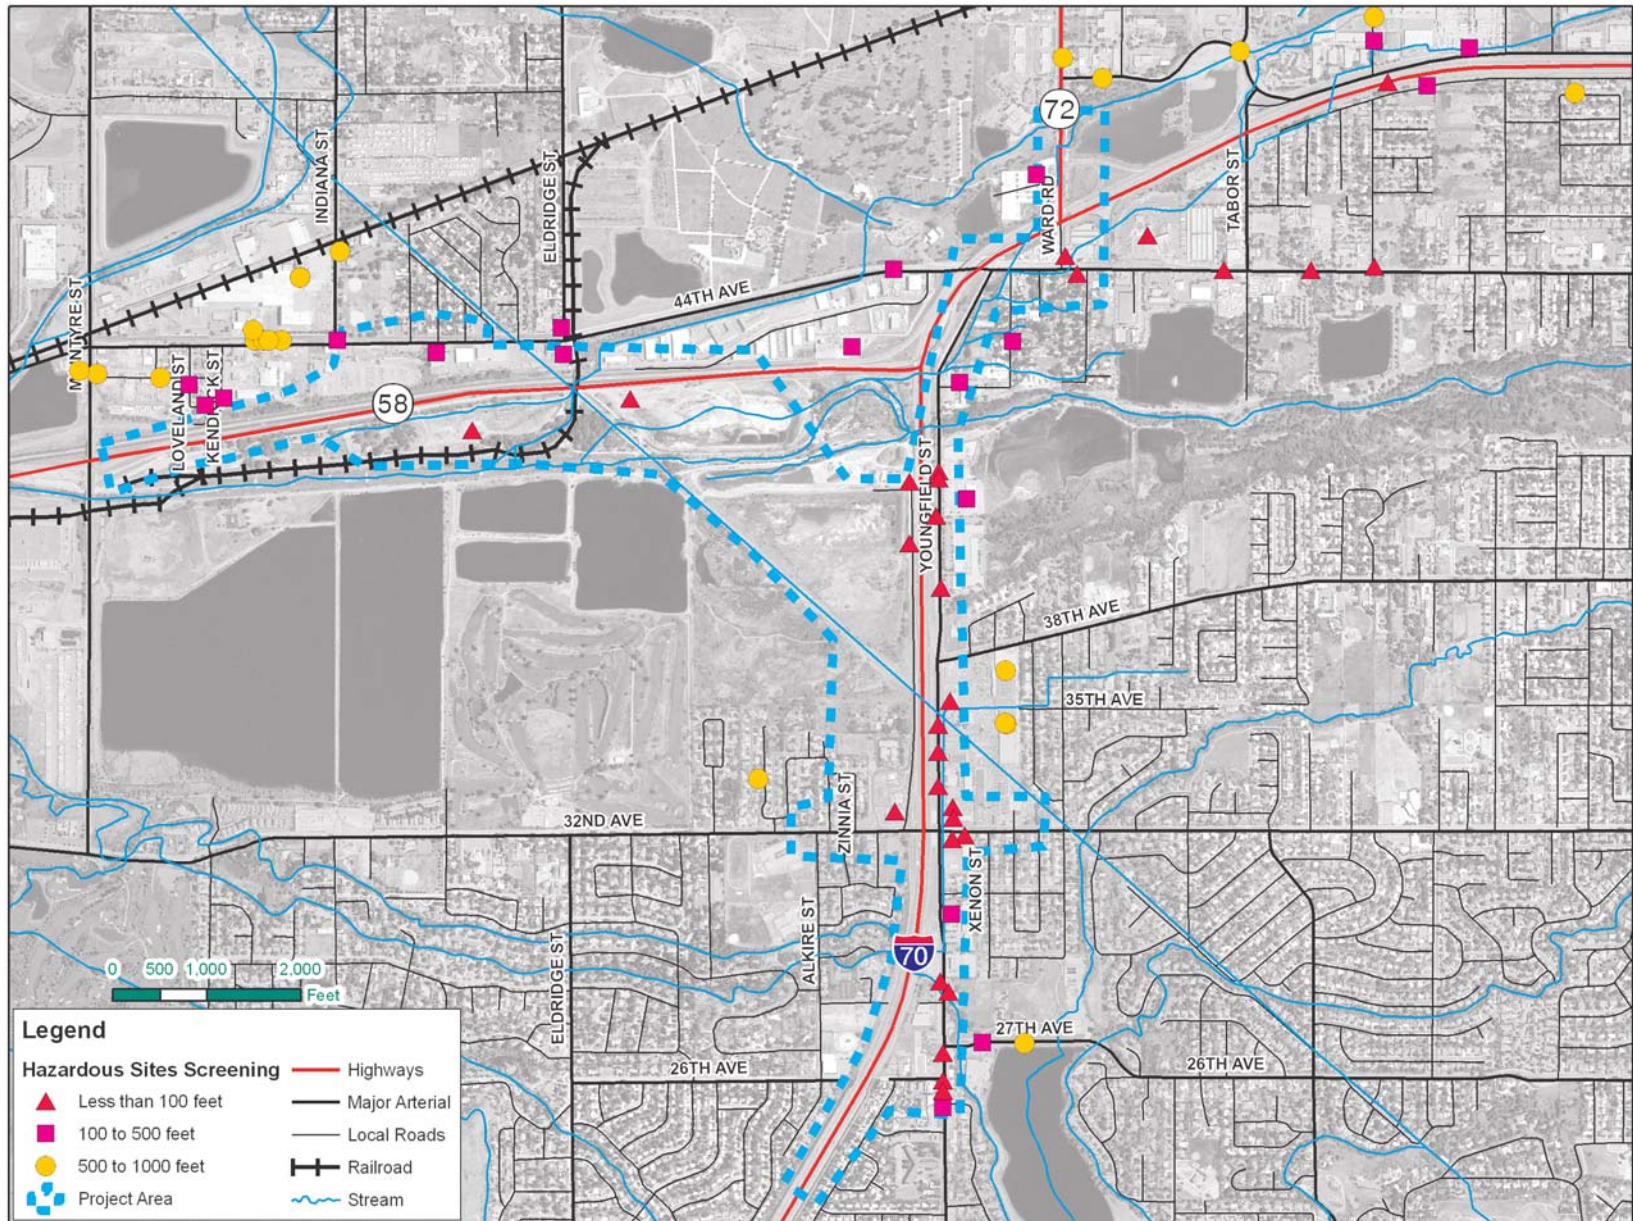 72
INDIANA ST
ELDRIDGE ST
WARD RD
TABOR ST
44TH AVE
LOVELAND ST
KENDRICK ST
58
YOUNGFIELD ST
38TH AVE
35TH AVE
32ND AVE
ZINNIA ST
XENON ST
ALKIRE ST
ELDRIDGE ST
70
27TH AVE
26TH AVE
26TH AVE
0 500 1,000 2,000
Feet
Legend
Hazardous Sites Screening
Less than 100 feet
100 to 500 feet
500 to 1000 feet
Project Area
Highways
Major Arterial
Local Roads
Railroad
Stream